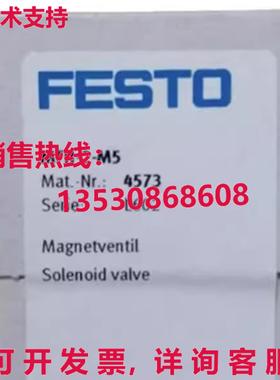 术支持
FESTO
-M5
Mat.-Nr.: 4573
Serie
销售热线:
13530868608
Magnetventil
Solenoid valve
可开发票,详询客服